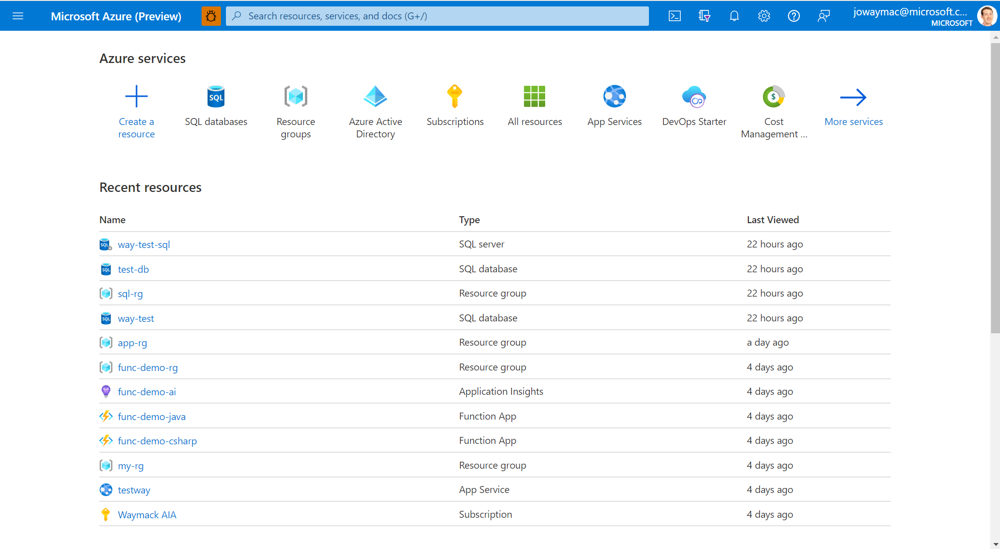 Microsoft Azure (Preview)
Search resources, services, and docs (G+/)
jowaymac@microsoft.c...
MICROSOFT
Azure services
Create a
resource
SQL
SQL databases
Resource
groups
Azure Active
Directory
Subscriptions
All resources
App Services
DevOps Starter
$
Cost
Management ...
More services
Recent resources
Name Type Last Viewed
SQL way-test-sql SQL server 22 hours ago
SQL test-db SQL database 22 hours ago
sql-rg Resource group 22 hours ago
SQL way-test SQL database 22 hours ago
app-rg Resource group a day ago
func-demo-rg Resource group 4 days ago
func-demo-ai Application Insights 4 days ago
func-demo-java Function App 4 days ago
func-demo-csharp Function App 4 days ago
my-rg Resource group 4 days ago
testway App Service 4 days ago
Waymack AIA Subscription 4 days ago